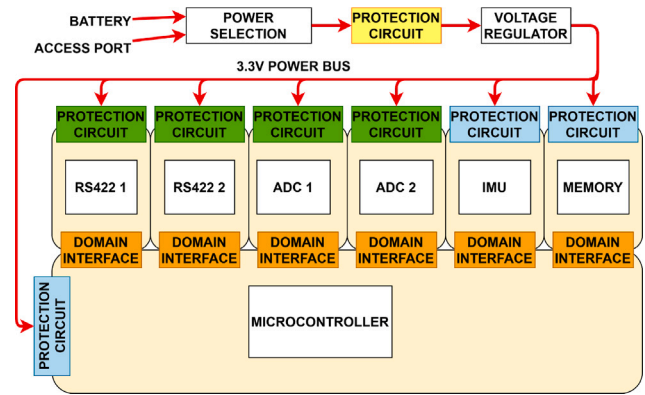 BATTERY
ACCESS PORT
POWER
SELECTION
PROTECTION
CIRCUIT
VOLTAGE
REGULATOR
3.3V POWER BUS
PROTECTION
CIRCUIT
PROTECTION
CIRCUIT
PROTECTION
CIRCUIT
PROTECTION
CIRCUIT
PROTECTION
CIRCUIT
PROTECTION
CIRCUIT
RS422 1
RS422 2
ADC 1
ADC 2
IMU
MEMORY
DOMAIN
INTERFACE
DOMAIN
INTERFACE
DOMAIN
INTERFACE
DOMAIN
INTERFACE
DOMAIN
INTERFACE
DOMAIN
INTERFACE
PROTECTION
CIRCUIT
MICROCONTROLLER